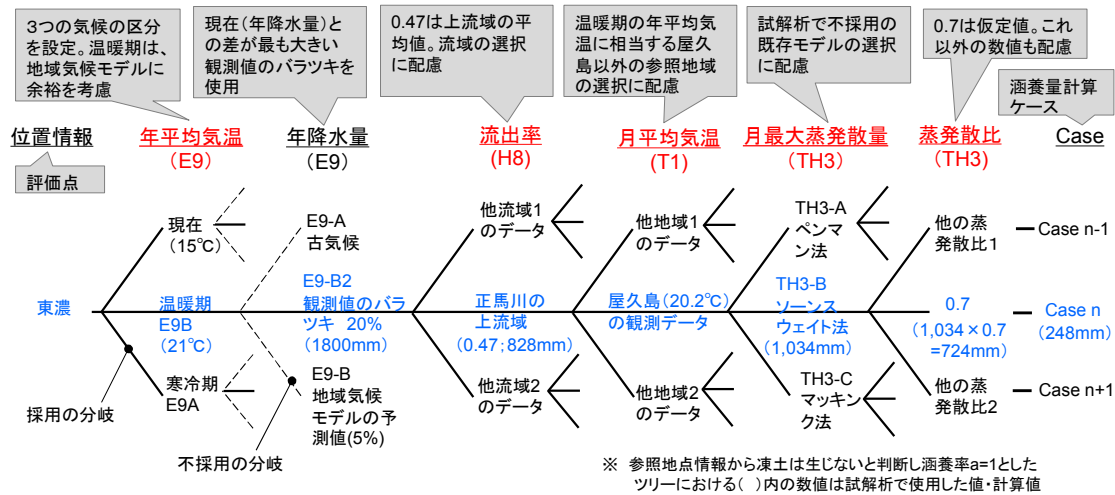 3つの気候の区分
を設定。温暖期は、
地域気候モデルに
余裕を考慮
現在(年降水量)と
の差が最も大きい
観測値のバラツキを
使用
0.47は上流域の平
均値。流域の選択
に配慮
温暖期の年平均気
温に相当する屋久
島以外の参照地域
の選択に配慮
試解析で不採用の
既存モデルの選択
に配慮
0.7は仮定値。これ
以外の数値も配慮
涵養量計算
ケース
位置情報
年平均気温
(E9)
年降水量
(E9)
流出率
(H8)
月平均気温
(T1)
月最大蒸発散量
(TH3)
蒸発散比
(TH3)
Case
評価点
現在
(15℃)
E9-A
古気候
他流域1
のデータ
他地域1
のデータ
TH3-A
ペンマ
ン法
他の蒸
発散比1
Case n-1
東濃
温暖期
E9B
(21℃)
E9-B2
観測値のバラ
ツキ 20%
(1800mm)
正馬川の
上流域
(0.47;828mm)
屋久島(20.2℃)
の観測データ
TH3-B
ソーンス
ウェイト法
(1,034mm)
0.7
(1,034×0.7
=724mm)
Case n
(248mm)
寒冷期
E9A
E9-B
地域気候
モデルの予
測値(5%)
他流域2
のデータ
他地域2
のデータ
TH3-C
マッキン
ク法
他の蒸
発散比2
Case n+1
採用の分岐
不採用の分岐
※ 参照地点情報から凍土は生じないと判断し涵養率a=1とした
ツリーにおける( )内の数値は試解析で使用した値・計算値